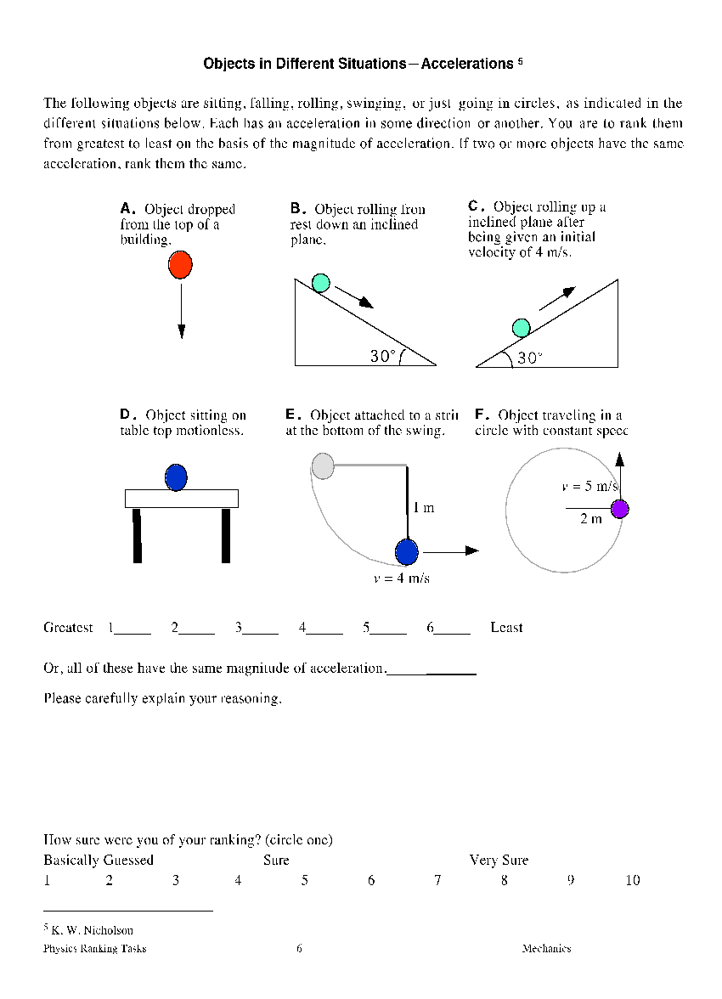 Objects in Different Situations—Accelerations 5
The following objects are sitting, falling, rolling, swinging, or just going in circles, as indicated in the
different situations below. Each has an acceleration in some direction or another. You are to rank them
from greatest to least on the basis of the magnitude of acceleration. If two or more objects have the same
acceleration, rank them the same.
A. Object dropped
from the top of a
building.
B. Object rolling fron
rest down an inclined
plane.
C. Object rolling up a
inclined plane after
being given an initial
velocity of 4 m/s.
30°
30°
D. Object sitting on
table top motionless.
E. Object attached to a strin
at the bottom of the swing.
F. Object traveling in a
circle with constant speec
1 m
v = 4 m/s
v = 5 m/s
2 m
Greatest 1_____ 2_____ 3_____ 4_____ 5_____ 6_____ Least
Or, all of these have the same magnitude of acceleration.____________
Please carefully explain your reasoning.
How sure were you of your ranking? (circle one)
Basically Guessed Sure Very Sure
1 2 3 4 5 6 7 8 9 10
5 K. W. Nicholson
Physics Ranking Tasks 6 Mechanics